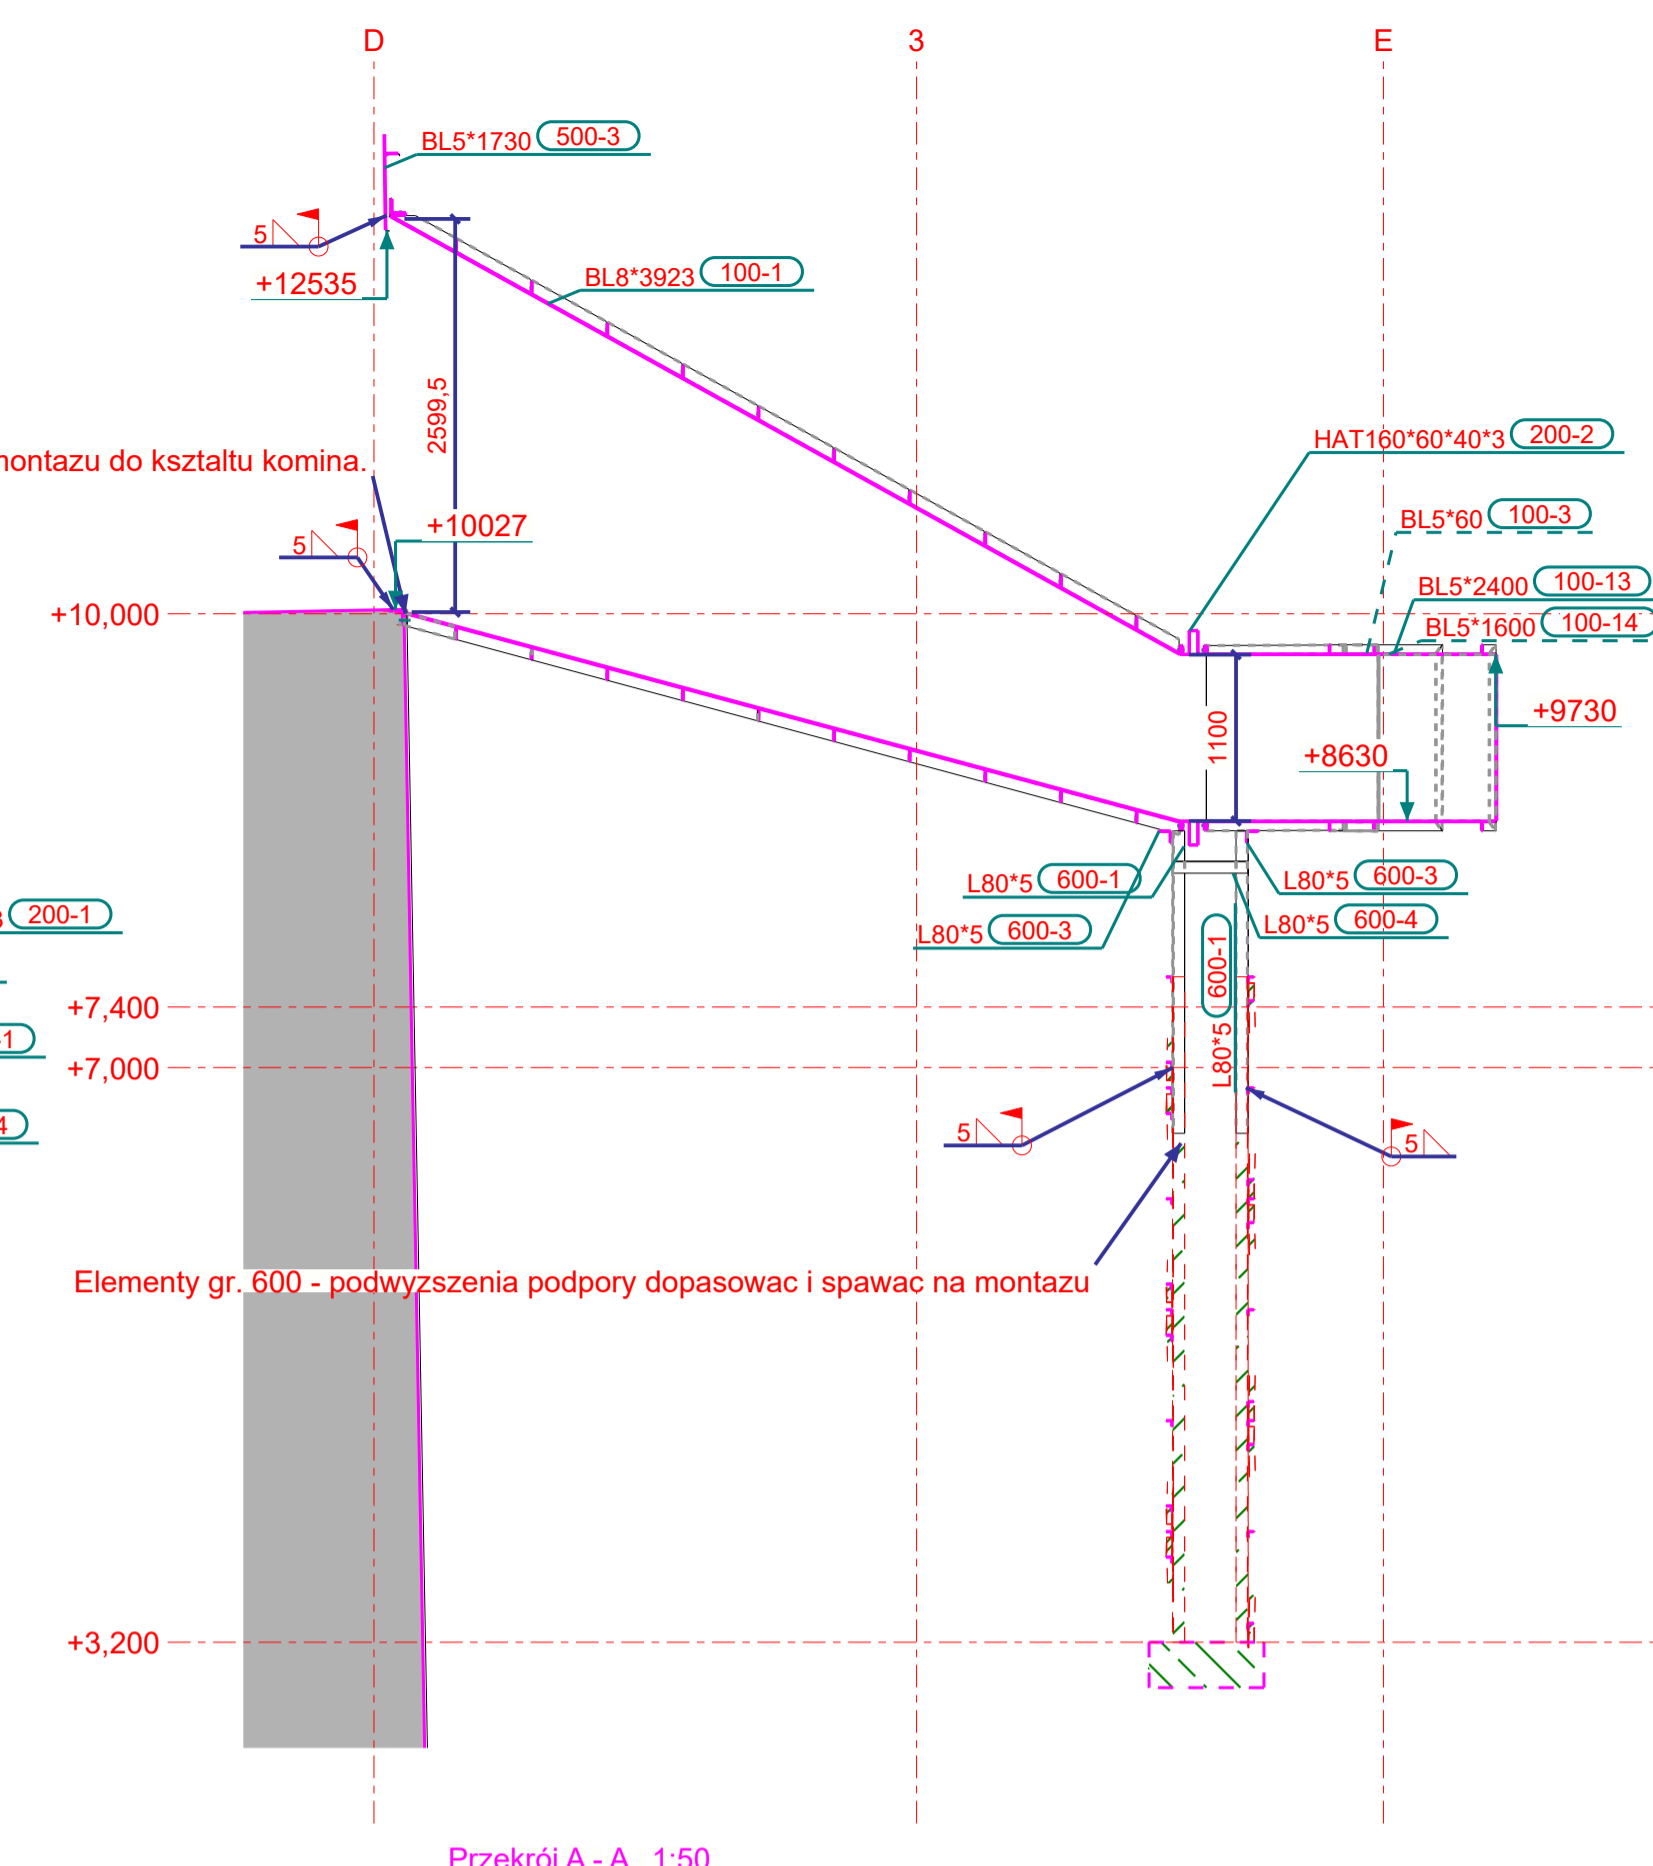 D
3
E
BL5*1730 500-3
5
+12535
BL8*3923 100-1
2599,5
HAT160*60*40*3 200-2
montazu do ksztaltu komina.
BL5*60 100-3
+10027
5
BL5*2400 100-13
+10,000
BL5*1600 100-14
+9730
1100
+8630
L80*5 600-1
L80*5 600-3
200-1
L80*5 600-3
L80*5 600-4
L80*5 600-1
+7,400
+7,000
5
5
Elementy gr. 600 - podwyzszenia podpory dopasowac i spawac na montazu
+3,200
Przekrój A - A 1:50